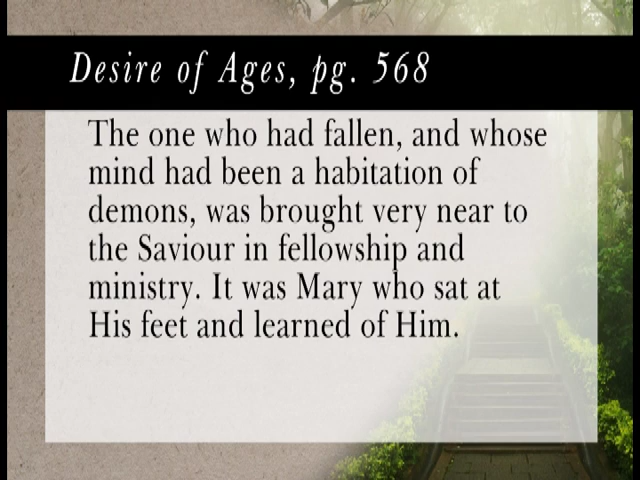 Desire of Ages, pg. 568
The one who had fallen, and whose
mind had been a habitation of
demons, was brought very near to
the Saviour in fellowship and
ministry. It was Mary who sat at
His feet and learned of Him.